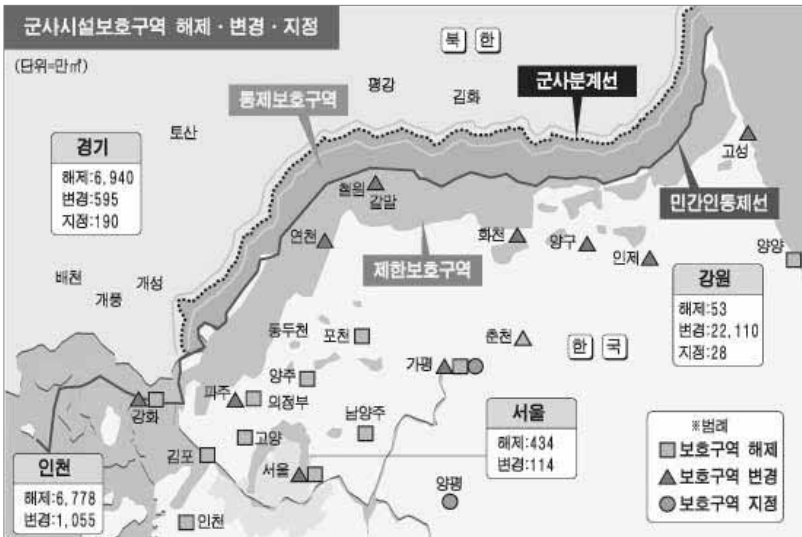 군사시설보호구역 해제·변경·지정
(단위=만㎡)
북 한
평강
김화
군사분계선
통제보호구역
토산
경기
해제:6,940
변경:595
지정:190
고성
철원
갈말
민간인통제선
연천
화천
양구
인제
양양
제한보호구역
배천
개풍
개성
강원
해제:53
변경:22,110
지정:28
동두천
포천
춘천
한 국
가평
양주
파주
의정부
강화
남양주
서울
해제:434
변경:114
고양
김포
인천
해제:6,778
변경:1,055
서울
양평
인천
※범례
보호구역 해제
보호구역 변경
보호구역 지정